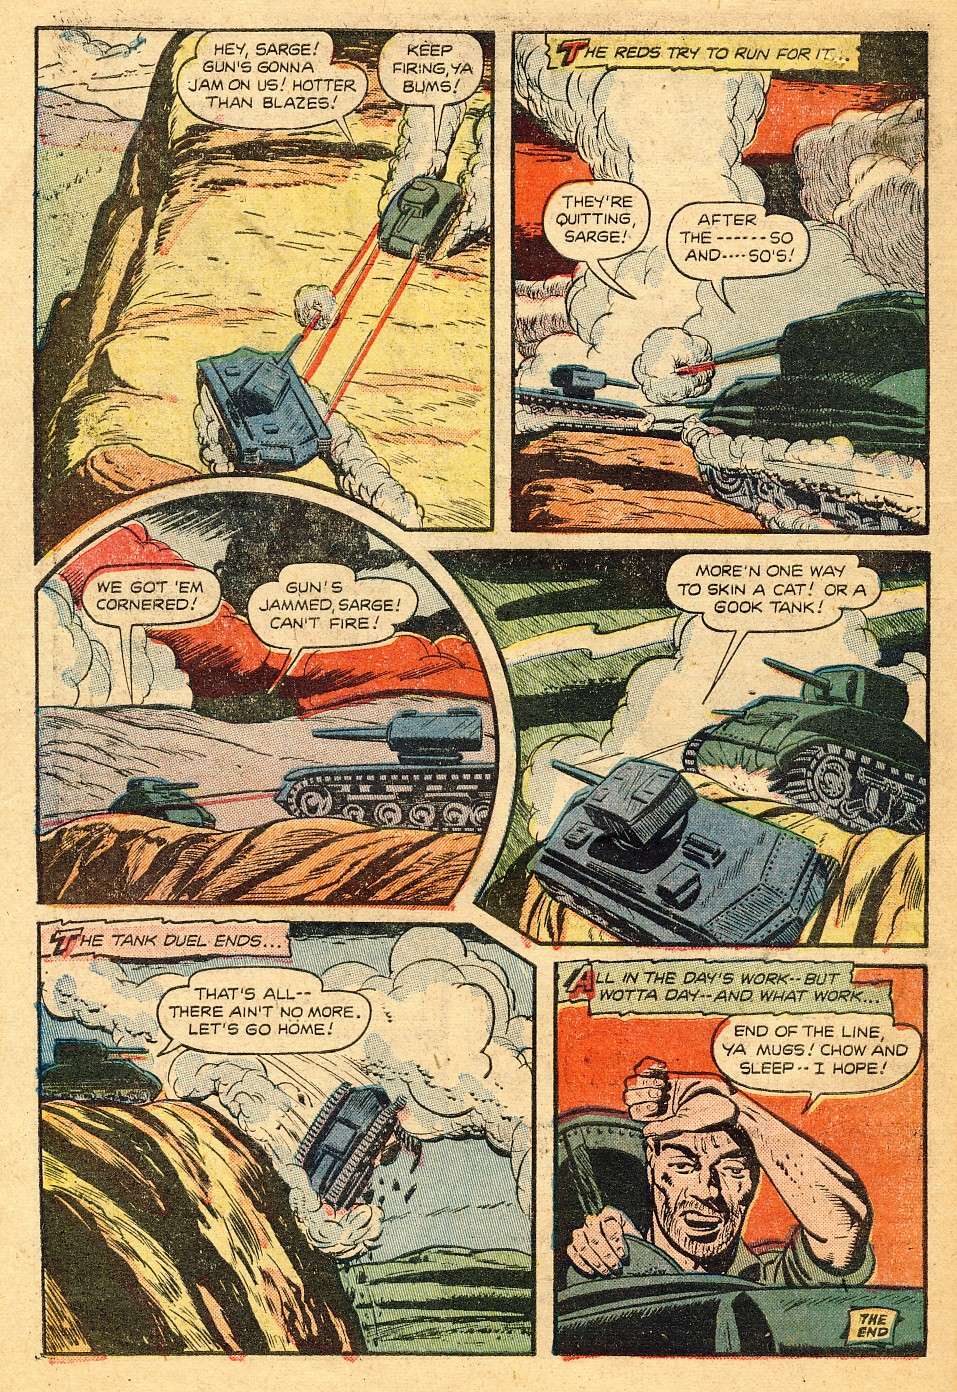 HEY, SARGE!
GUN'S GONNA
JAM ON US! HOTTER
THAN BLAZES!
KEEP
FIRING, YA
BUMS!
THE REDS TRY TO RUN FOR IT...
THEY'RE
QUITTING,
SARGE!
AFTER
THE ------SO
AND----SO'S!
WE GOT 'EM
CORNERED!
GUN'S
JAMMED, SARGE!
CAN'T FIRE!
MORE'N ONE WAY
TO SKIN A CAT! OR A
GOOK TANK!
THE TANK DUEL ENDS...
THAT'S ALL--
THERE AIN'T NO MORE.
LET'S GO HOME!
ALL IN THE DAY'S WORK--BUT
WOTTA DAY--AND WHAT WORK...
END OF THE LINE,
YA MUGS! CHOW AND
SLEEP--I HOPE!
THE
END